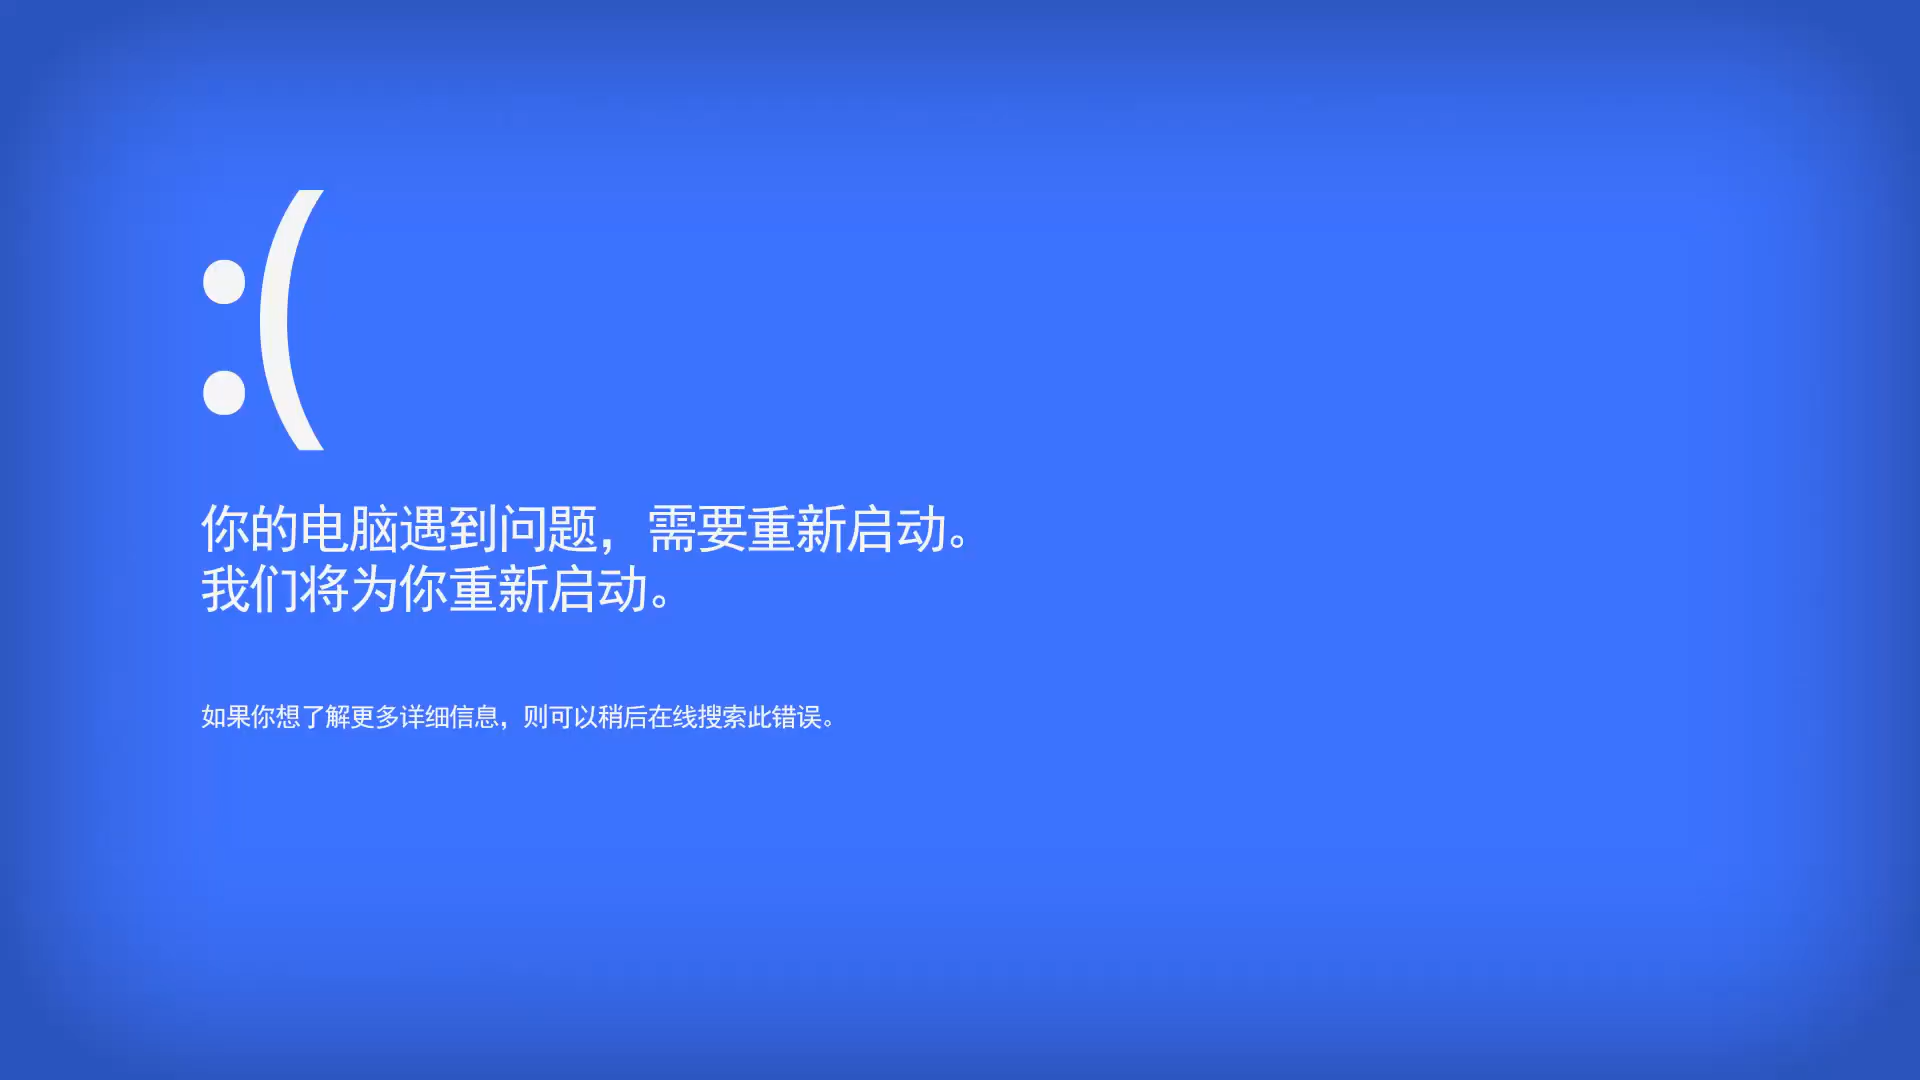 :(
你的电脑遇到问题，需要重新启动。
我们将为你重新启动。
如果你想了解更多详细信息，则可以稍后在线搜索此错误。